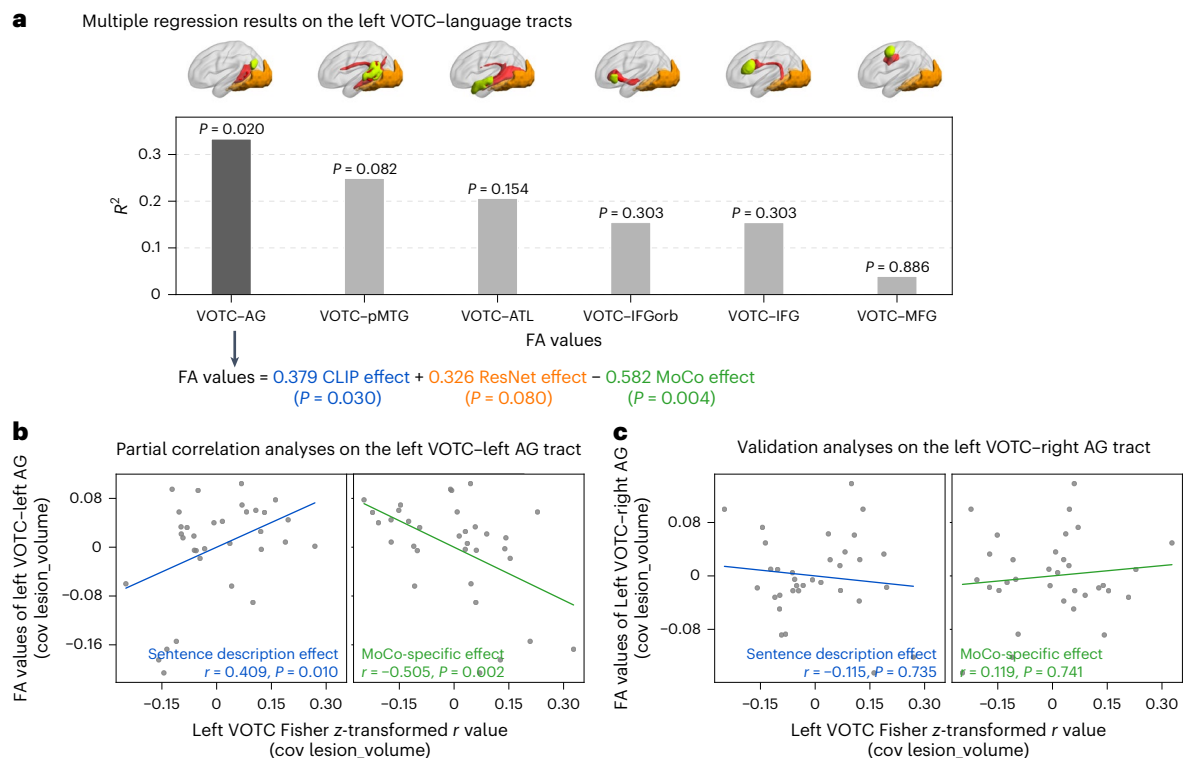 a
Multiple regression results on the left VOTC–language tracts
P = 0.020
P = 0.082
P = 0.154
P = 0.303
P = 0.303
P = 0.886
R²
0.3
0.2
0.1
0
VOTC–AG
VOTC–pMTG
VOTC–ATL
VOTC–IFGorb
VOTC–IFG
VOTC–MFG
FA values
FA values = 0.379 CLIP effect + 0.326 ResNet effect − 0.582 MoCo effect
(P = 0.030) (P = 0.080) (P = 0.004)
b
Partial correlation analyses on the left VOTC–left AG tract
FA values of left VOTC–left AG
(cov lesion_volume)
0.08
0
−0.08
−0.16
Sentence description effect
r = 0.409, P = 0.010
MoCo-specific effect
r = −0.505, P = 0.002
−0.15 0 0.15 0.30
−0.15 0 0.15 0.30
Left VOTC Fisher z-transformed r value
(cov lesion_volume)
c
Validation analyses on the left VOTC–right AG tract
FA values of Left VOTC–right AG
(cov lesion_volume)
0.08
0
−0.08
Sentence description effect
r = −0.115, P = 0.735
MoCo-specific effect
r = 0.119, P = 0.741
−0.15 0 0.15 0.30
−0.15 0 0.15 0.30
Left VOTC Fisher z-transformed r value
(cov lesion_volume)